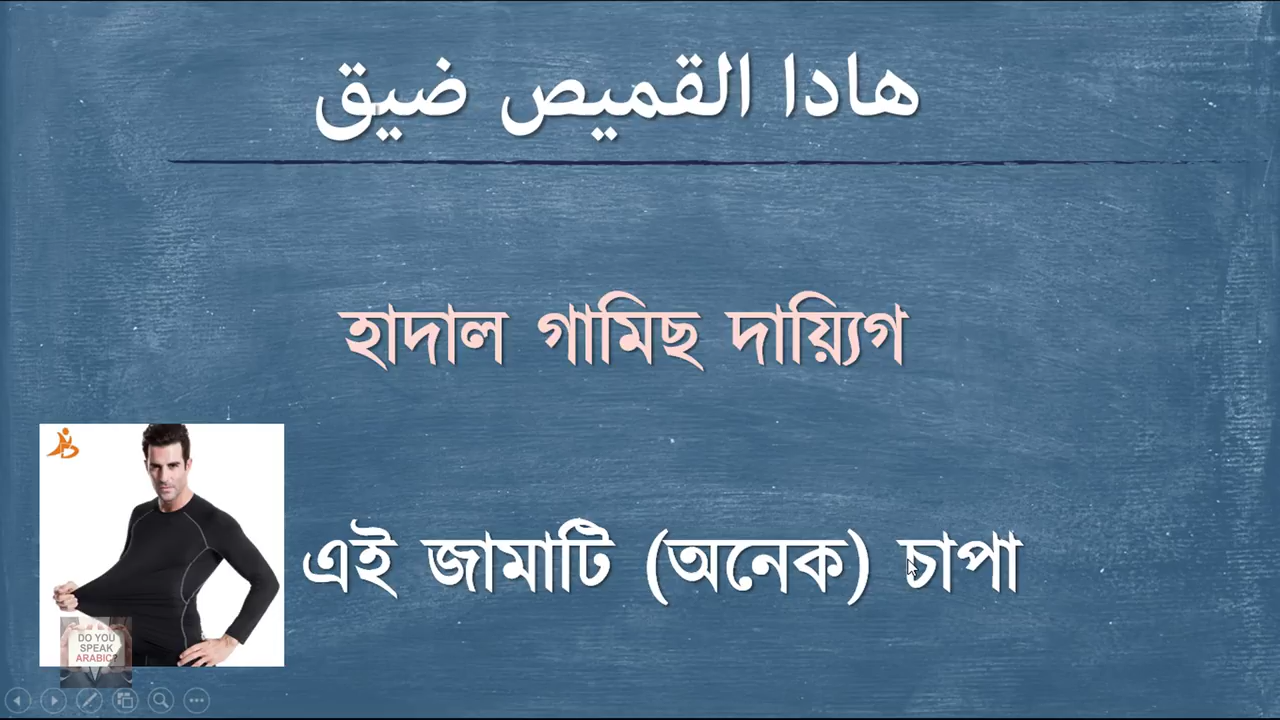 هادا القميص ضيق
হাদাল গামিছ দায়্যিগ
এই জামাটি (অনেক) চাপা
DO YOU
SPEAK
ARABIC?